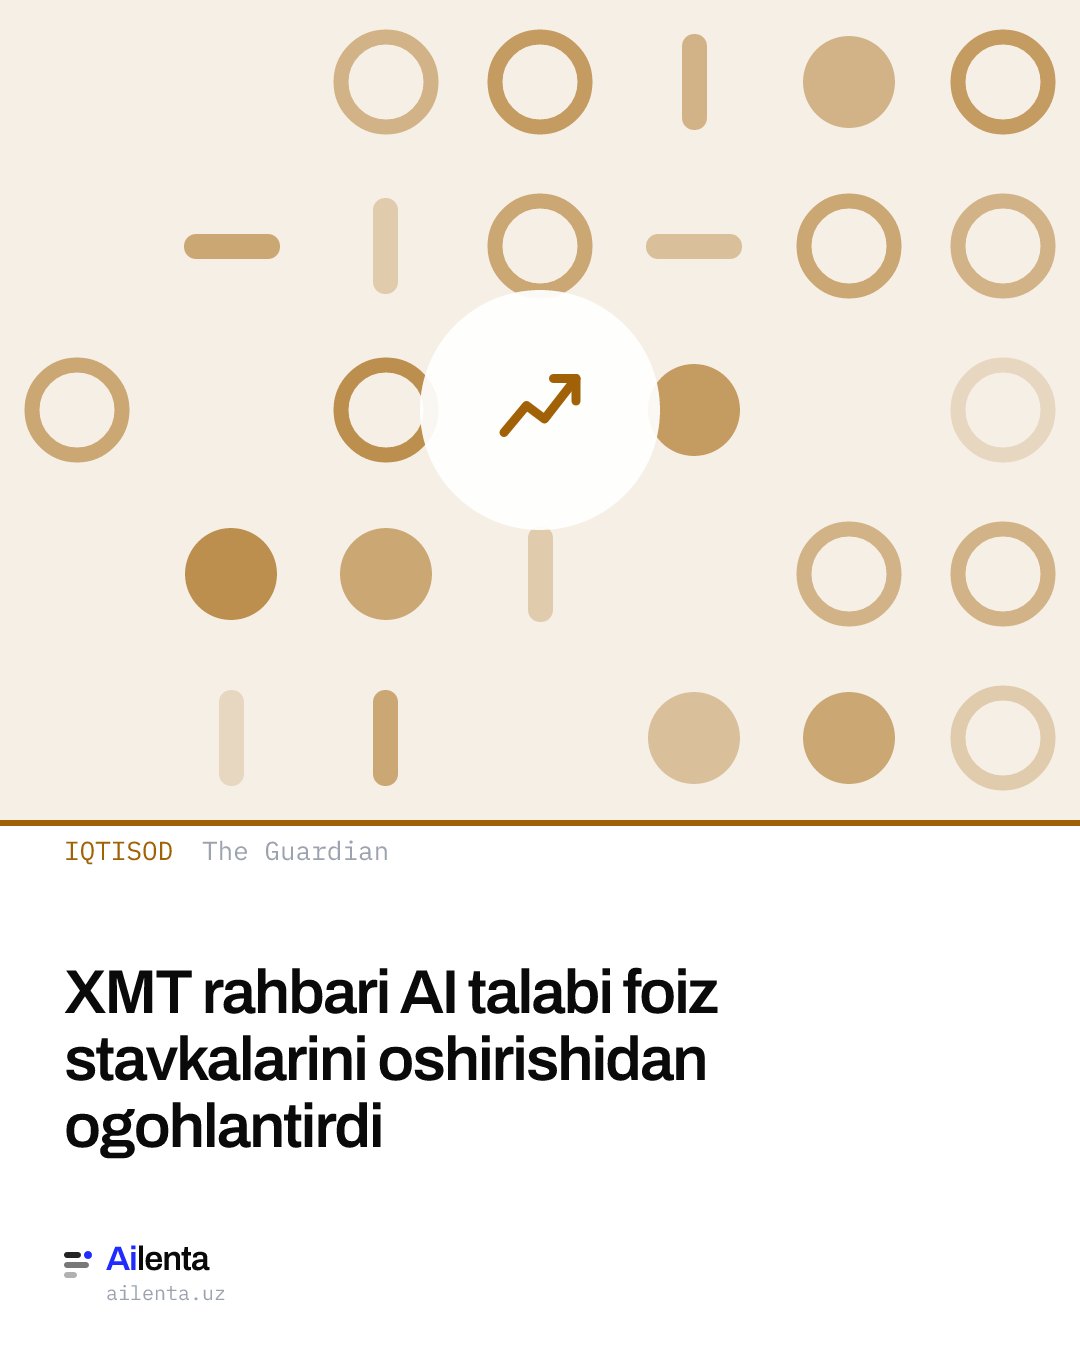 IQTISOD The Guardian
XMT rahbari AI talabi foiz
stavkalarini oshirishidan
ogohlantirdi
Ailenta
ailenta.uz